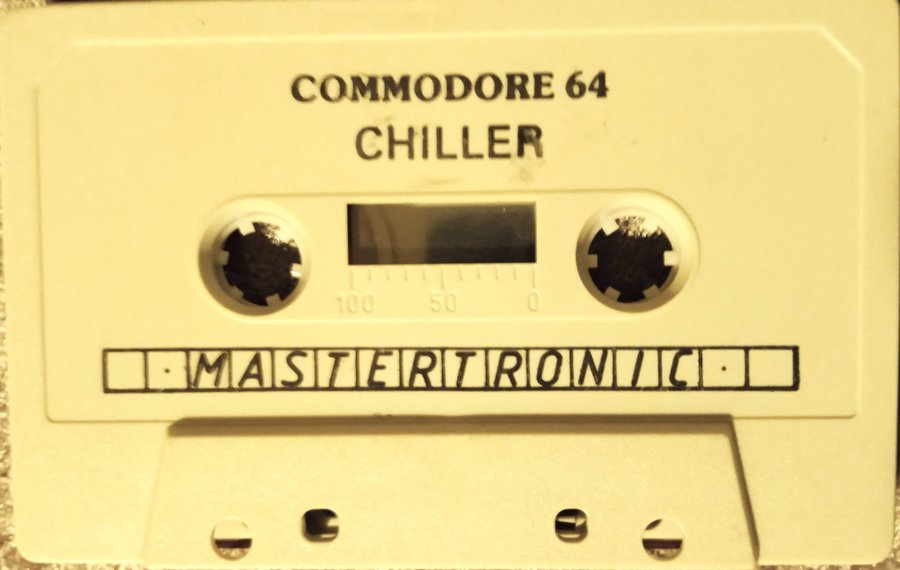 COMMODORE 64
CHILLER
100 50 0
· MASTERTRONIC ·